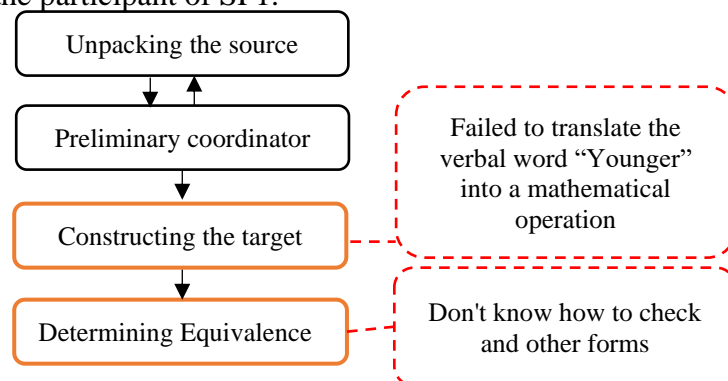 the participant of SFT.
Unpacking the source
Preliminary coordinator
Failed to translate the
verbal word “Younger”
into a mathematical
operation
Constructing the target
Determining Equivalence
Don't know how to check
and other forms